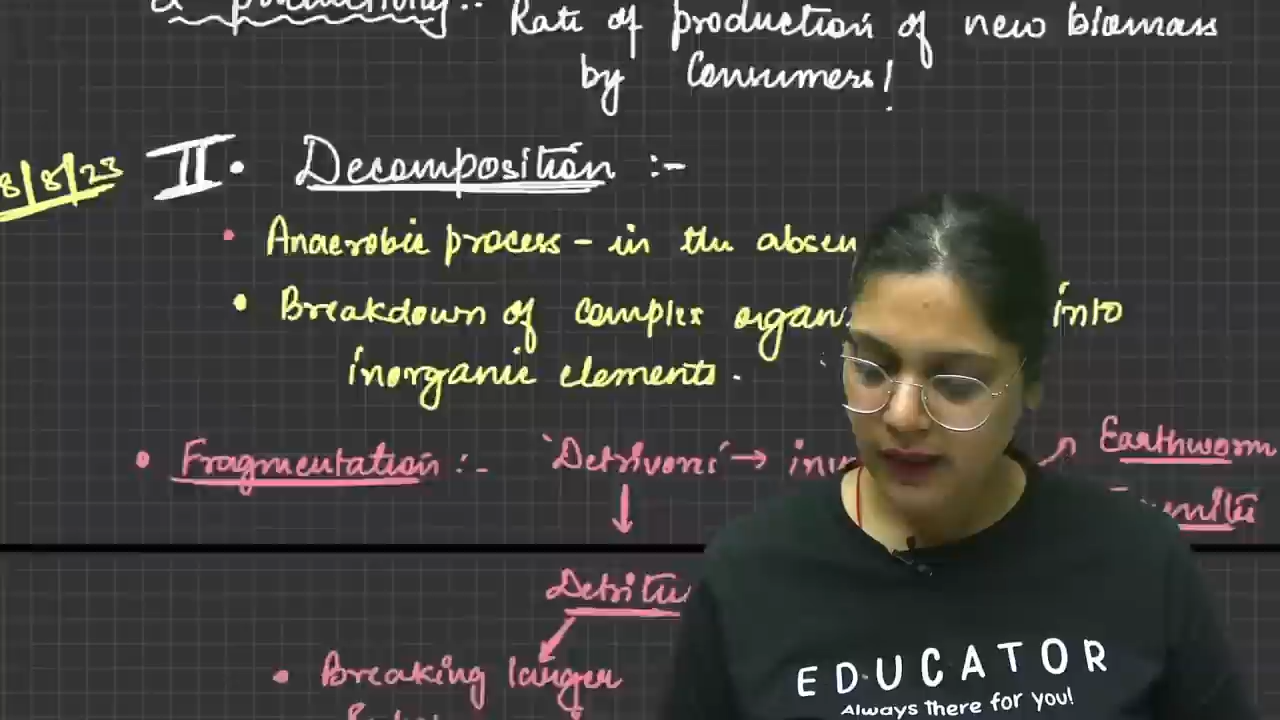 Rate of production of new biomass
by Consumers!
8/8/23 II. Decomposition :-
• Anaerobic process - in the absen
• Breakdown of complex organ into
inorganic elements.
• Fragmentation :- 'Detrivore' → inv Earthworm
↓
Detritu
• Breaking larger
EDUCATOR
Always there for you!